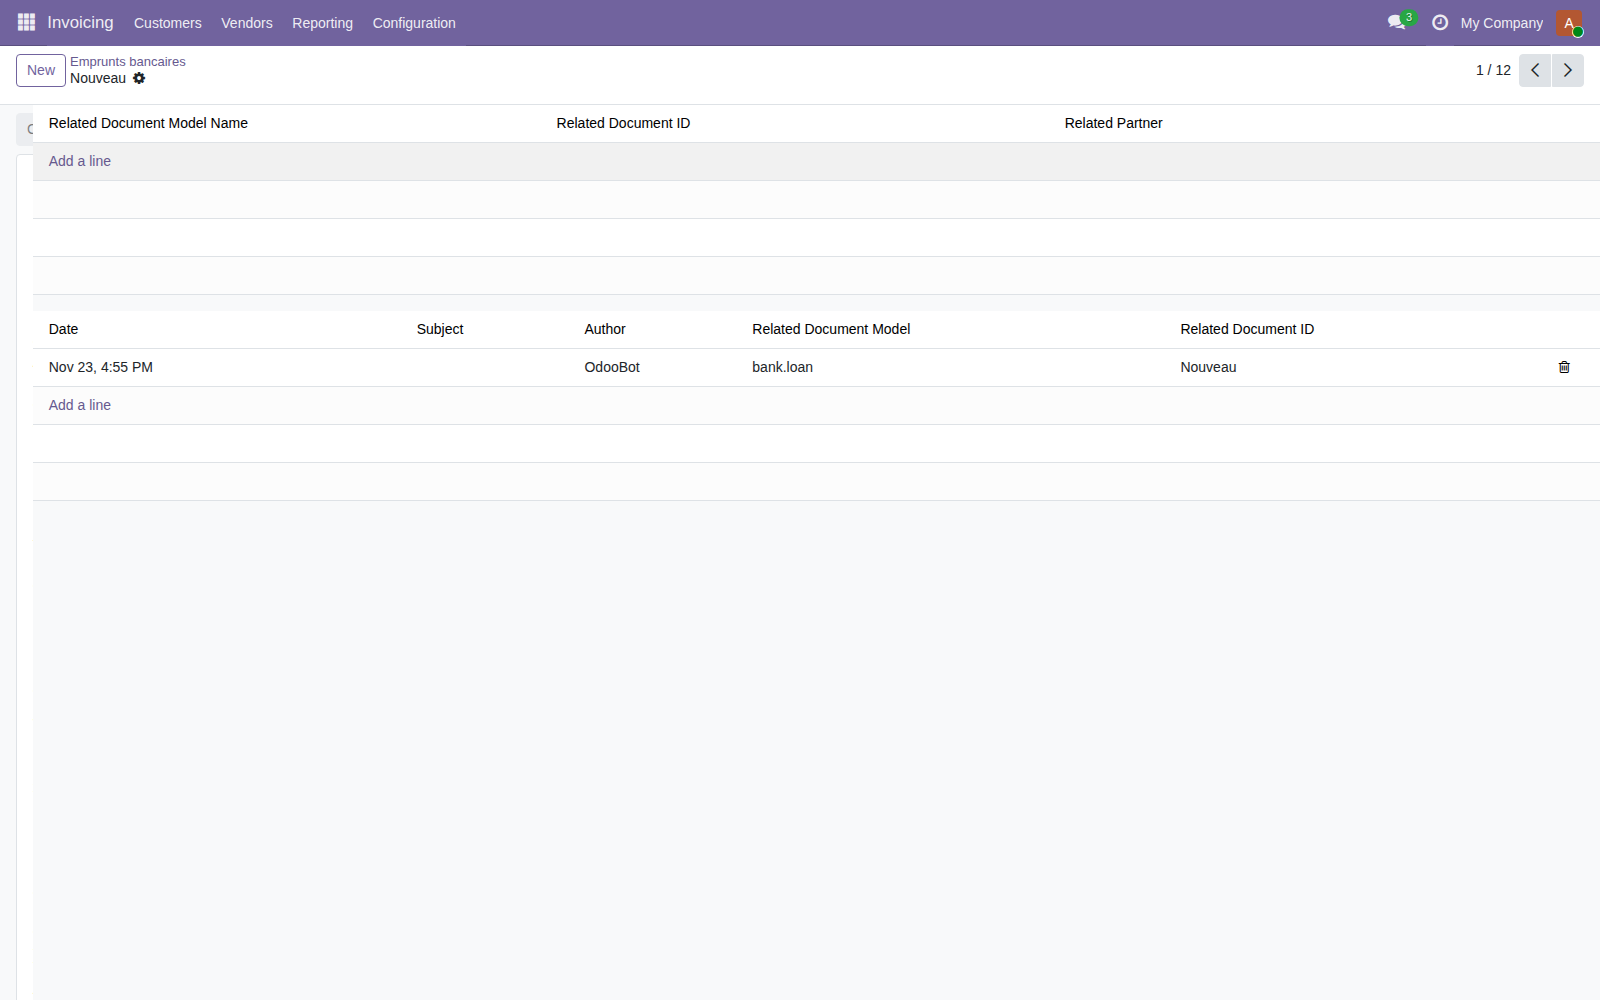 Invoicing Customers Vendors Reporting Configuration 3 My Company A
New Emprunts bancaires
Nouveau
1 / 12
Related Document Model Name Related Document ID Related Partner
Add a line
Date Subject Author Related Document Model Related Document ID
Nov 23, 4:55 PM OdooBot bank.loan Nouveau
Add a line